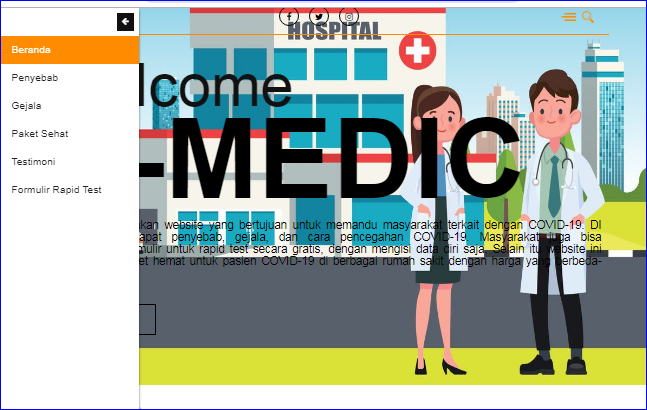 Beranda
Penyebab
Gejala
Paket Sehat
Testimoni
Formulir Rapid Test
HOSPITAL
lcome
-MEDIC
kan website yang bertujuan untuk memandu masyarakat terkait dengan COVID-19. DI
apat penyebab, gejala, dan cara pencegahan COVID-19. Masyarakat juga bisa
mulir untuk rapid test secara gratis, dengan mengisi data diri saja. Selain itu website ini
et hemat untuk pasien COVID-19 di berbagai rumah sakit dengan harga yang berbeda-